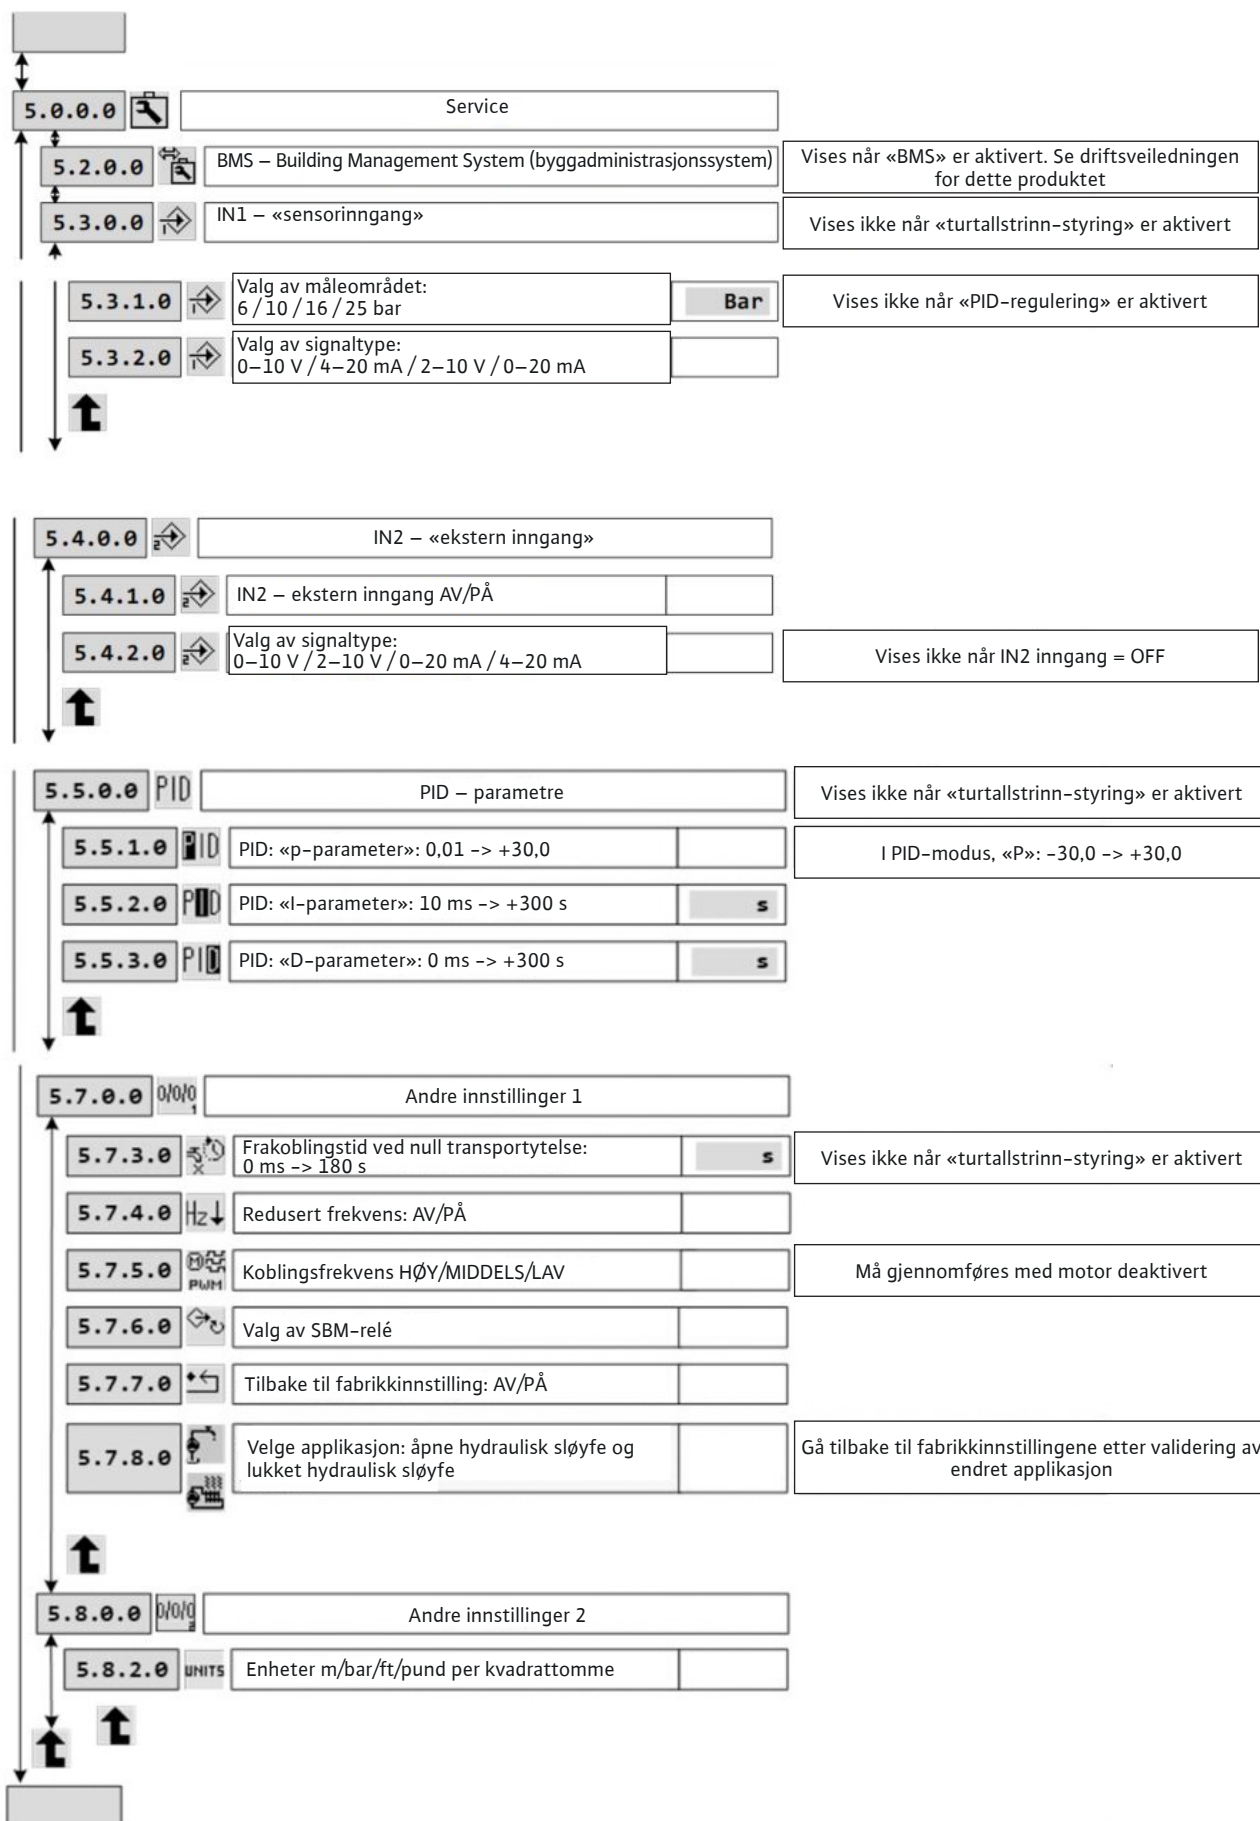 5.0.0.0
Service
5.2.0.0
BMS – Building Management System (byggadministrasjonssystem)
Vises når «BMS» er aktivert. Se driftsveiledningen
for dette produktet
5.3.0.0
IN1 – «sensorinngang»
Vises ikke når «turtallstrinn-styring» er aktivert
5.3.1.0
Valg av måleområdet:
6 / 10 / 16 / 25 bar
Bar
Vises ikke når «PID-regulering» er aktivert
5.3.2.0
Valg av signaltype:
0–10 V / 4–20 mA / 2–10 V / 0–20 mA
5.4.0.0
IN2 – «ekstern inngang»
5.4.1.0
IN2 – ekstern inngang AV/PÅ
5.4.2.0
Valg av signaltype:
0–10 V / 2–10 V / 0–20 mA / 4–20 mA
Vises ikke når IN2 inngang = OFF
5.5.0.0 PID
PID – parametre
Vises ikke når «turtallstrinn-styring» er aktivert
5.5.1.0 PID
PID: «p-parameter»: 0,01 -> +30,0
I PID-modus, «P»: -30,0 -> +30,0
5.5.2.0 PID
PID: «I-parameter»: 10 ms -> +300 s
s
5.5.3.0 PID
PID: «D-parameter»: 0 ms -> +300 s
s
5.7.0.0 0/0/0 1
Andre innstillinger 1
5.7.3.0
Frakoblingstid ved null transportytelse:
0 ms -> 180 s
s
Vises ikke når «turtallstrinn-styring» er aktivert
5.7.4.0 Hz
Redusert frekvens: AV/PÅ
5.7.5.0 M PWM
Koblingsfrekvens HØY/MIDDELS/LAV
Må gjennomføres med motor deaktivert
5.7.6.0
Valg av SBM-relé
5.7.7.0
Tilbake til fabrikkinnstilling: AV/PÅ
5.7.8.0
Velge applikasjon: åpne hydraulisk sløyfe og
lukket hydraulisk sløyfe
Gå tilbake til fabrikkinnstillingene etter validering av
endret applikasjon
5.8.0.0 0/0/0 2
Andre innstillinger 2
5.8.2.0 UNITS
Enheter m/bar/ft/pund per kvadrattomme